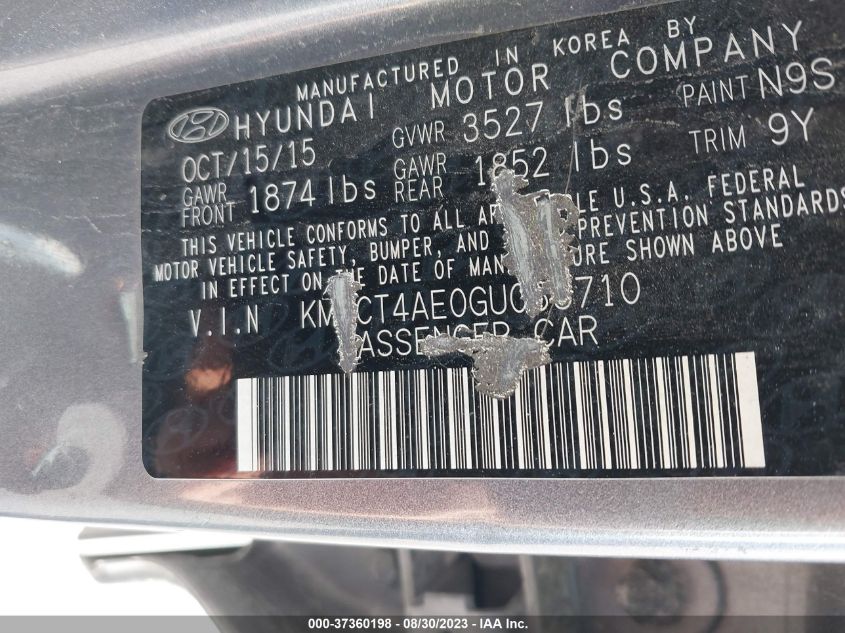 MANUFACTURED IN KOREA BY
HYUNDAI MOTOR COMPANY
OCT/15/15 GVWR 3527 lbs PAINT N9S
GAWR FRONT 1874 lbs GAWR REAR 1852 lbs TRIM 9Y
THIS VEHICLE CONFORMS TO ALL U.S.A. FEDERAL
MOTOR VEHICLE SAFETY, BUMPER, AND PREVENTION STANDARDS
IN EFFECT ON THE DATE OF SHOWN ABOVE
V.I.N
CAR
000-37360198 - 08/30/2023 - IAA Inc.